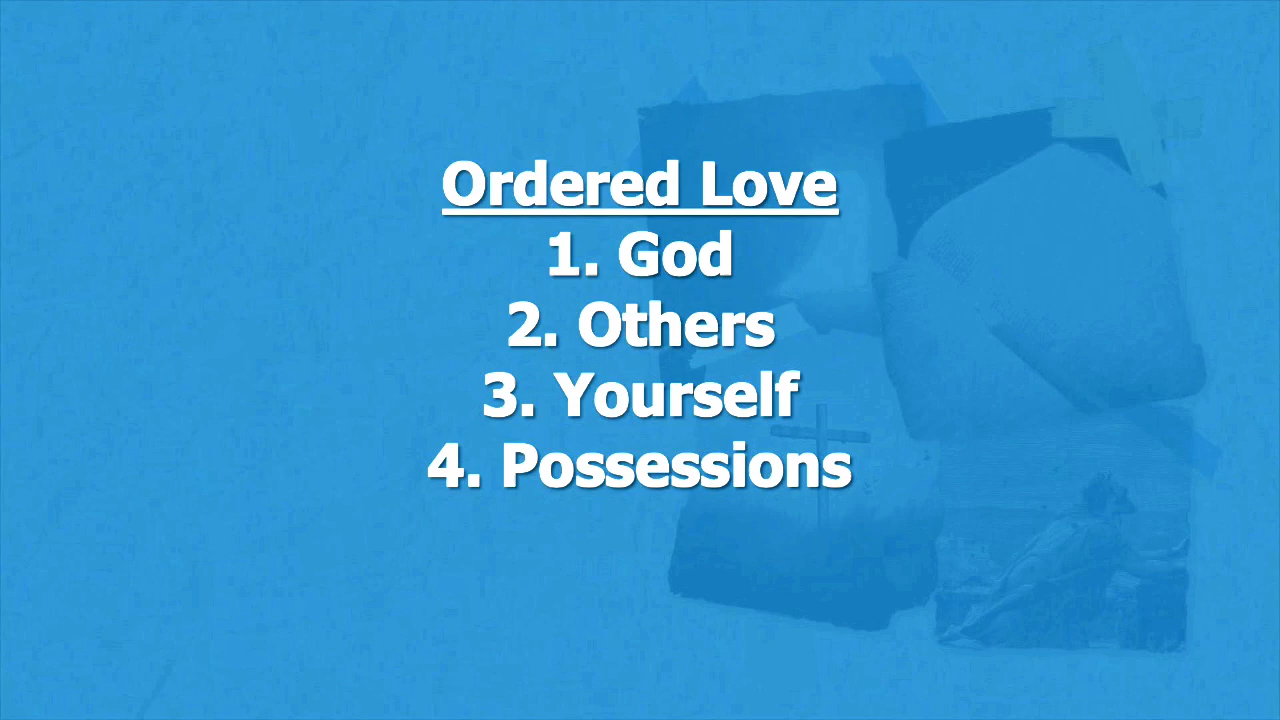 Ordered Love
1. God
2. Others
3. Yourself
4. Possessions